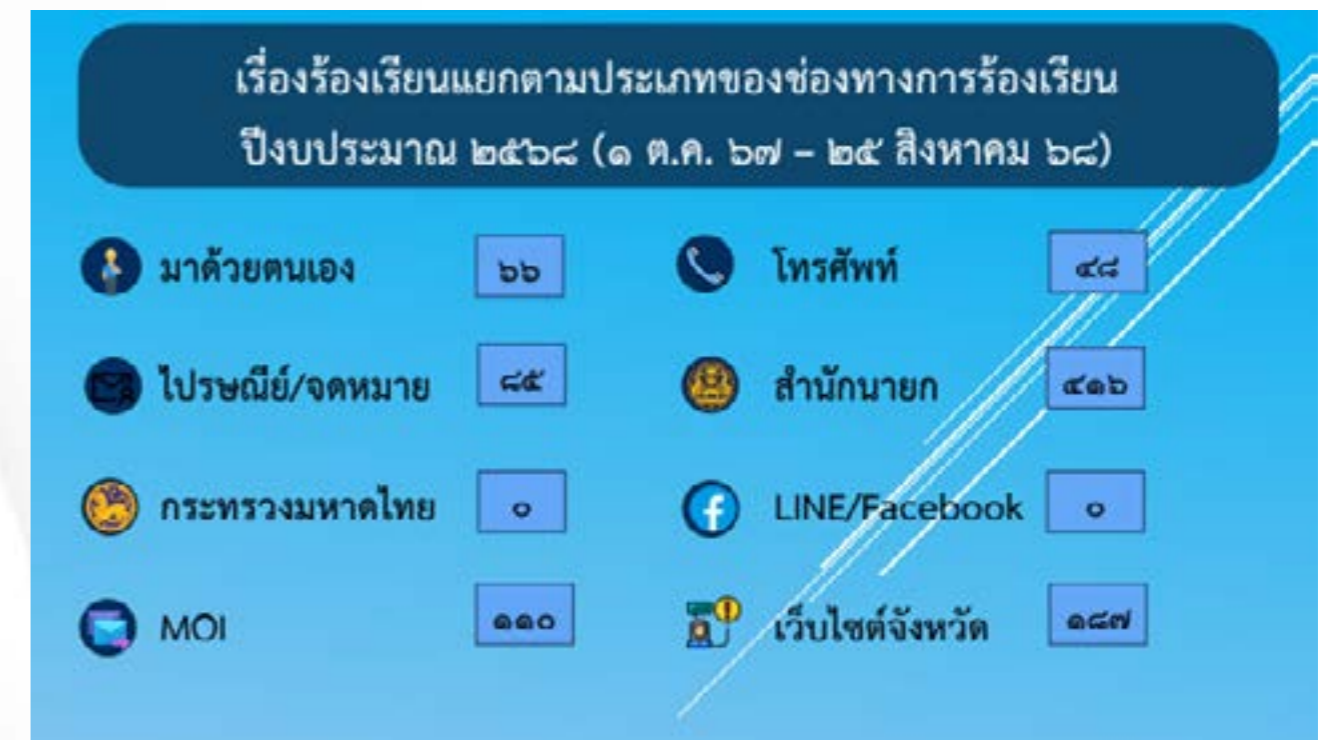 เรื่องร้องเรียนแยกตามประเภทของช่องทางการร้องเรียน
ปีงบประมาณ ๒๕๖๘ (๑ ต.ค. ๖๗ – ๒๕ สิงหาคม ๖๘)
มาด้วยตนเอง ๖๖ โทรศัพท์ ๔๘
ไปรษณีย์/จดหมาย ๘๕ สำนักนายก ๔๑๖
กระทรวงมหาดไทย ๐ LINE/Facebook ๐
MOI ๑๑๐ เว็บไซต์จังหวัด ๑๘๗